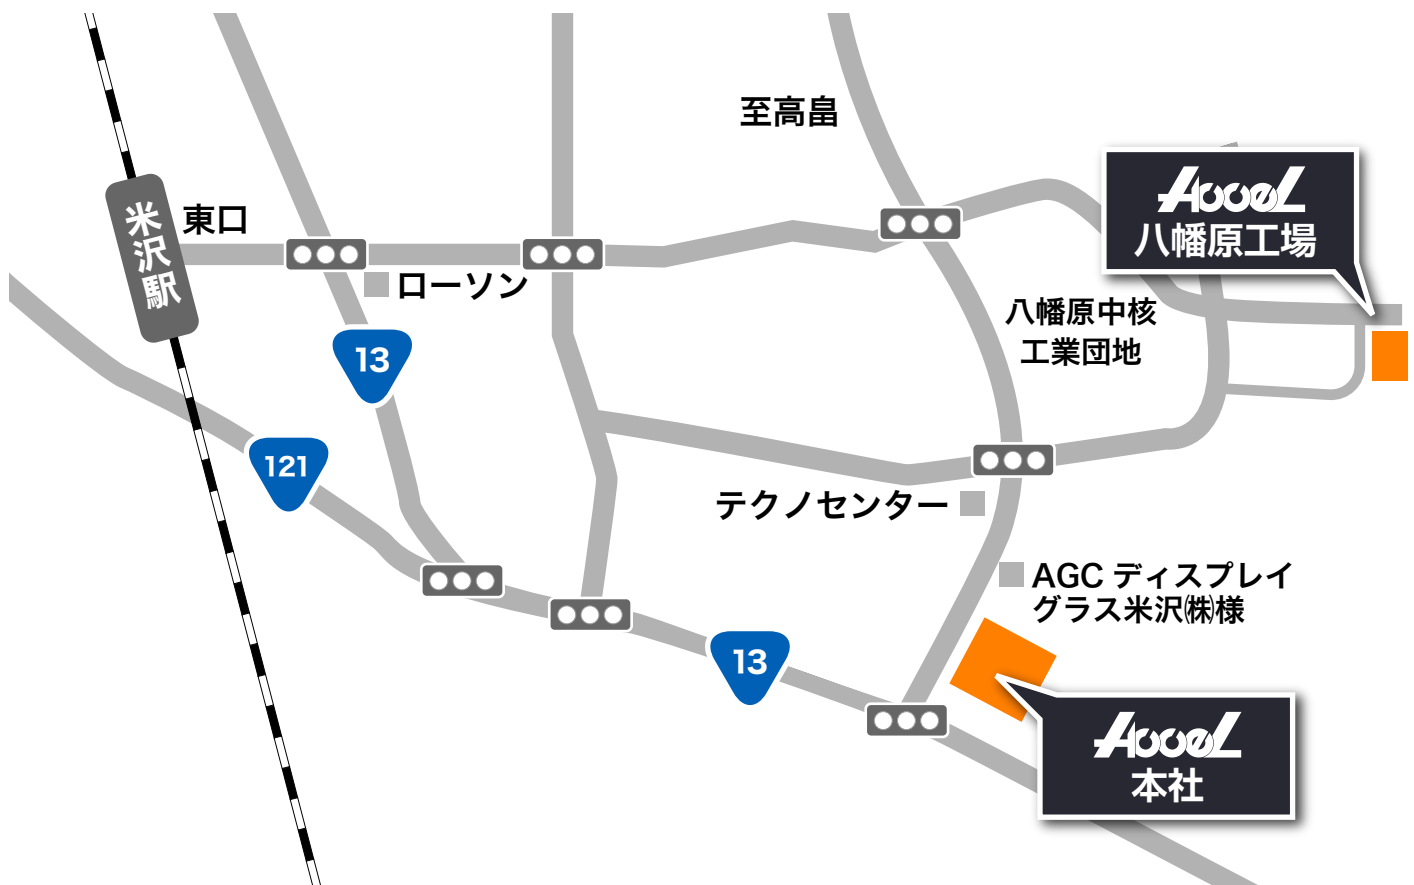 至高畠
Accel
八幡原工場
米沢駅
東口
ローソン
八幡原中核
工業団地
13
121
テクノセンター
AGC ディスプレイ
グラス米沢㈱様
13
Accel
本社